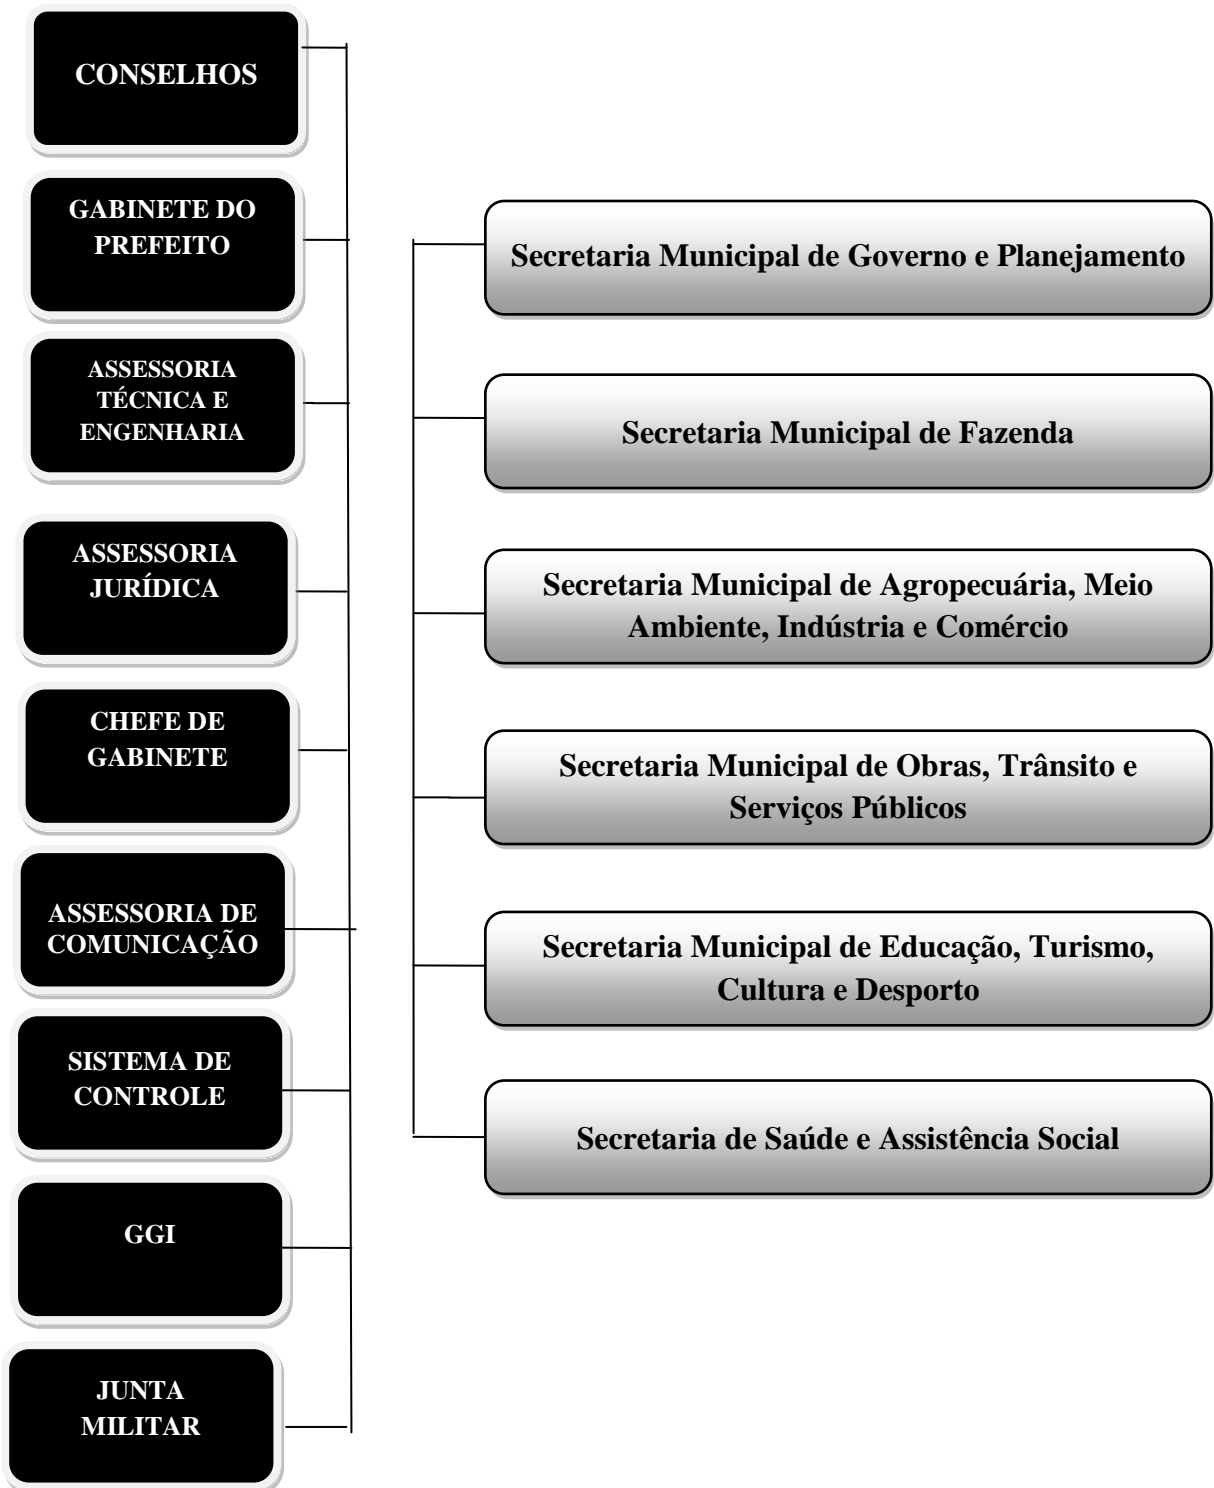 CONSELHOS
GABINETE DO
PREFEITO
ASSESSORIA
TÉCNICA E
ENGENHARIA
ASSESSORIA
JURÍDICA
CHEFE DE
GABINETE
ASSESSORIA DE
COMUNICAÇÃO
SISTEMA DE
CONTROLE
GGI
JUNTA
MILITAR
Secretaria Municipal de Governo e Planejamento
Secretaria Municipal de Fazenda
Secretaria Municipal de Agropecuária, Meio
Ambiente, Indústria e Comércio
Secretaria Municipal de Obras, Trânsito e
Serviços Públicos
Secretaria Municipal de Educação, Turismo,
Cultura e Desporto
Secretaria de Saúde e Assistência Social